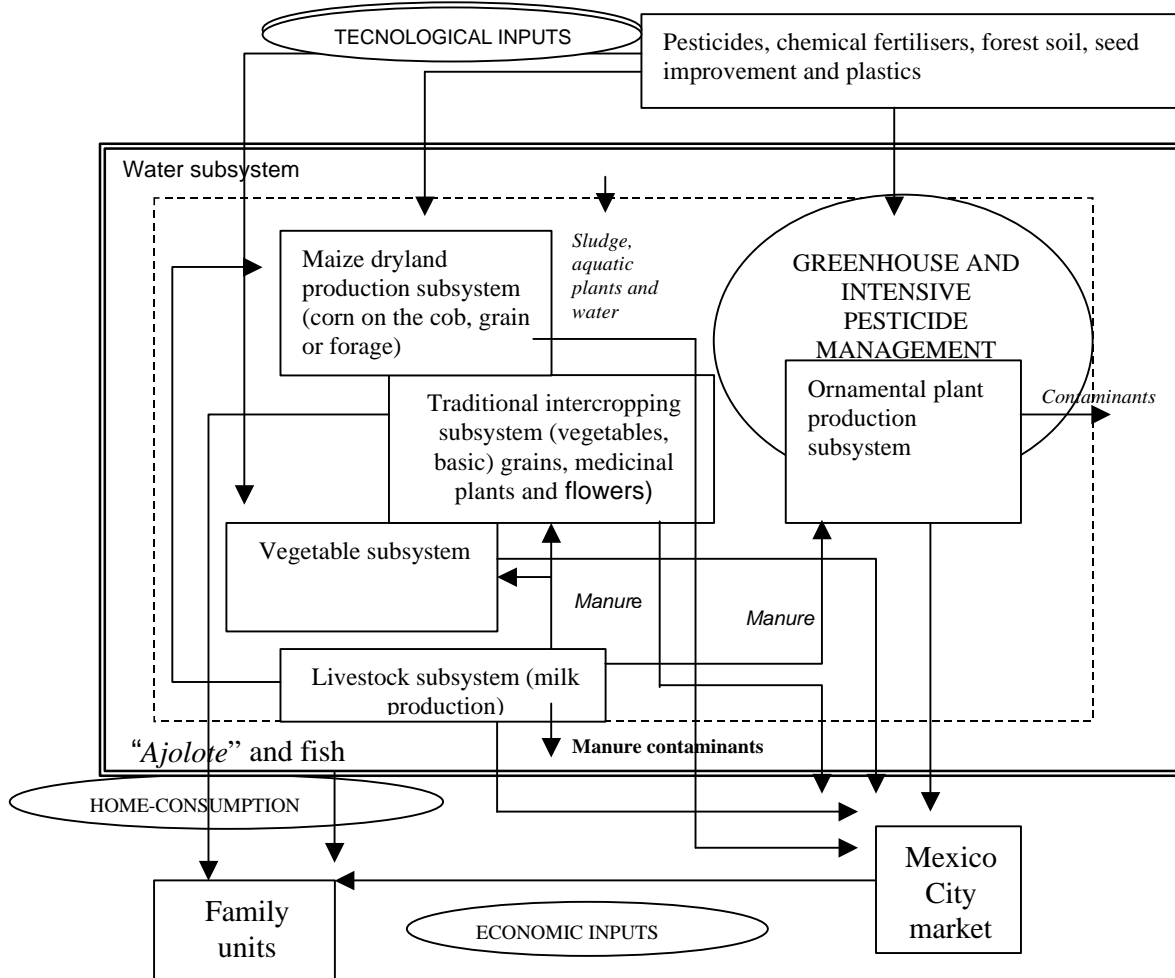 TECNOLOGICAL INPUTS
Pesticides, chemical fertilisers, forest soil, seed
improvement and plastics
Water subsystem
Maize dryland
production subsystem
(corn on the cob, grain
or forage)
Sludge,
aquatic
plants and
water
GREENHOUSE AND
INTENSIVE
PESTICIDE
MANAGEMENT
Ornamental plant
production
subsystem
Contaminants
Traditional intercropping
subsystem (vegetables,
basic) grains, medicinal
plants and flowers)
Vegetable subsystem
Manure
Manure
Livestock subsystem (milk
production)
Manure contaminants
“Ajolote” and fish
HOME-CONSUMPTION
Mexico
City
market
Family
units
ECONOMIC INPUTS